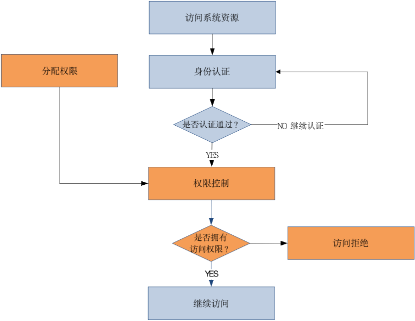 访问系统资源
分配权限
身份认证
是否认证通过？
NO 继续认证
YES
权限控制
是否拥有
访问权限？
访问拒绝
YES
继续访问